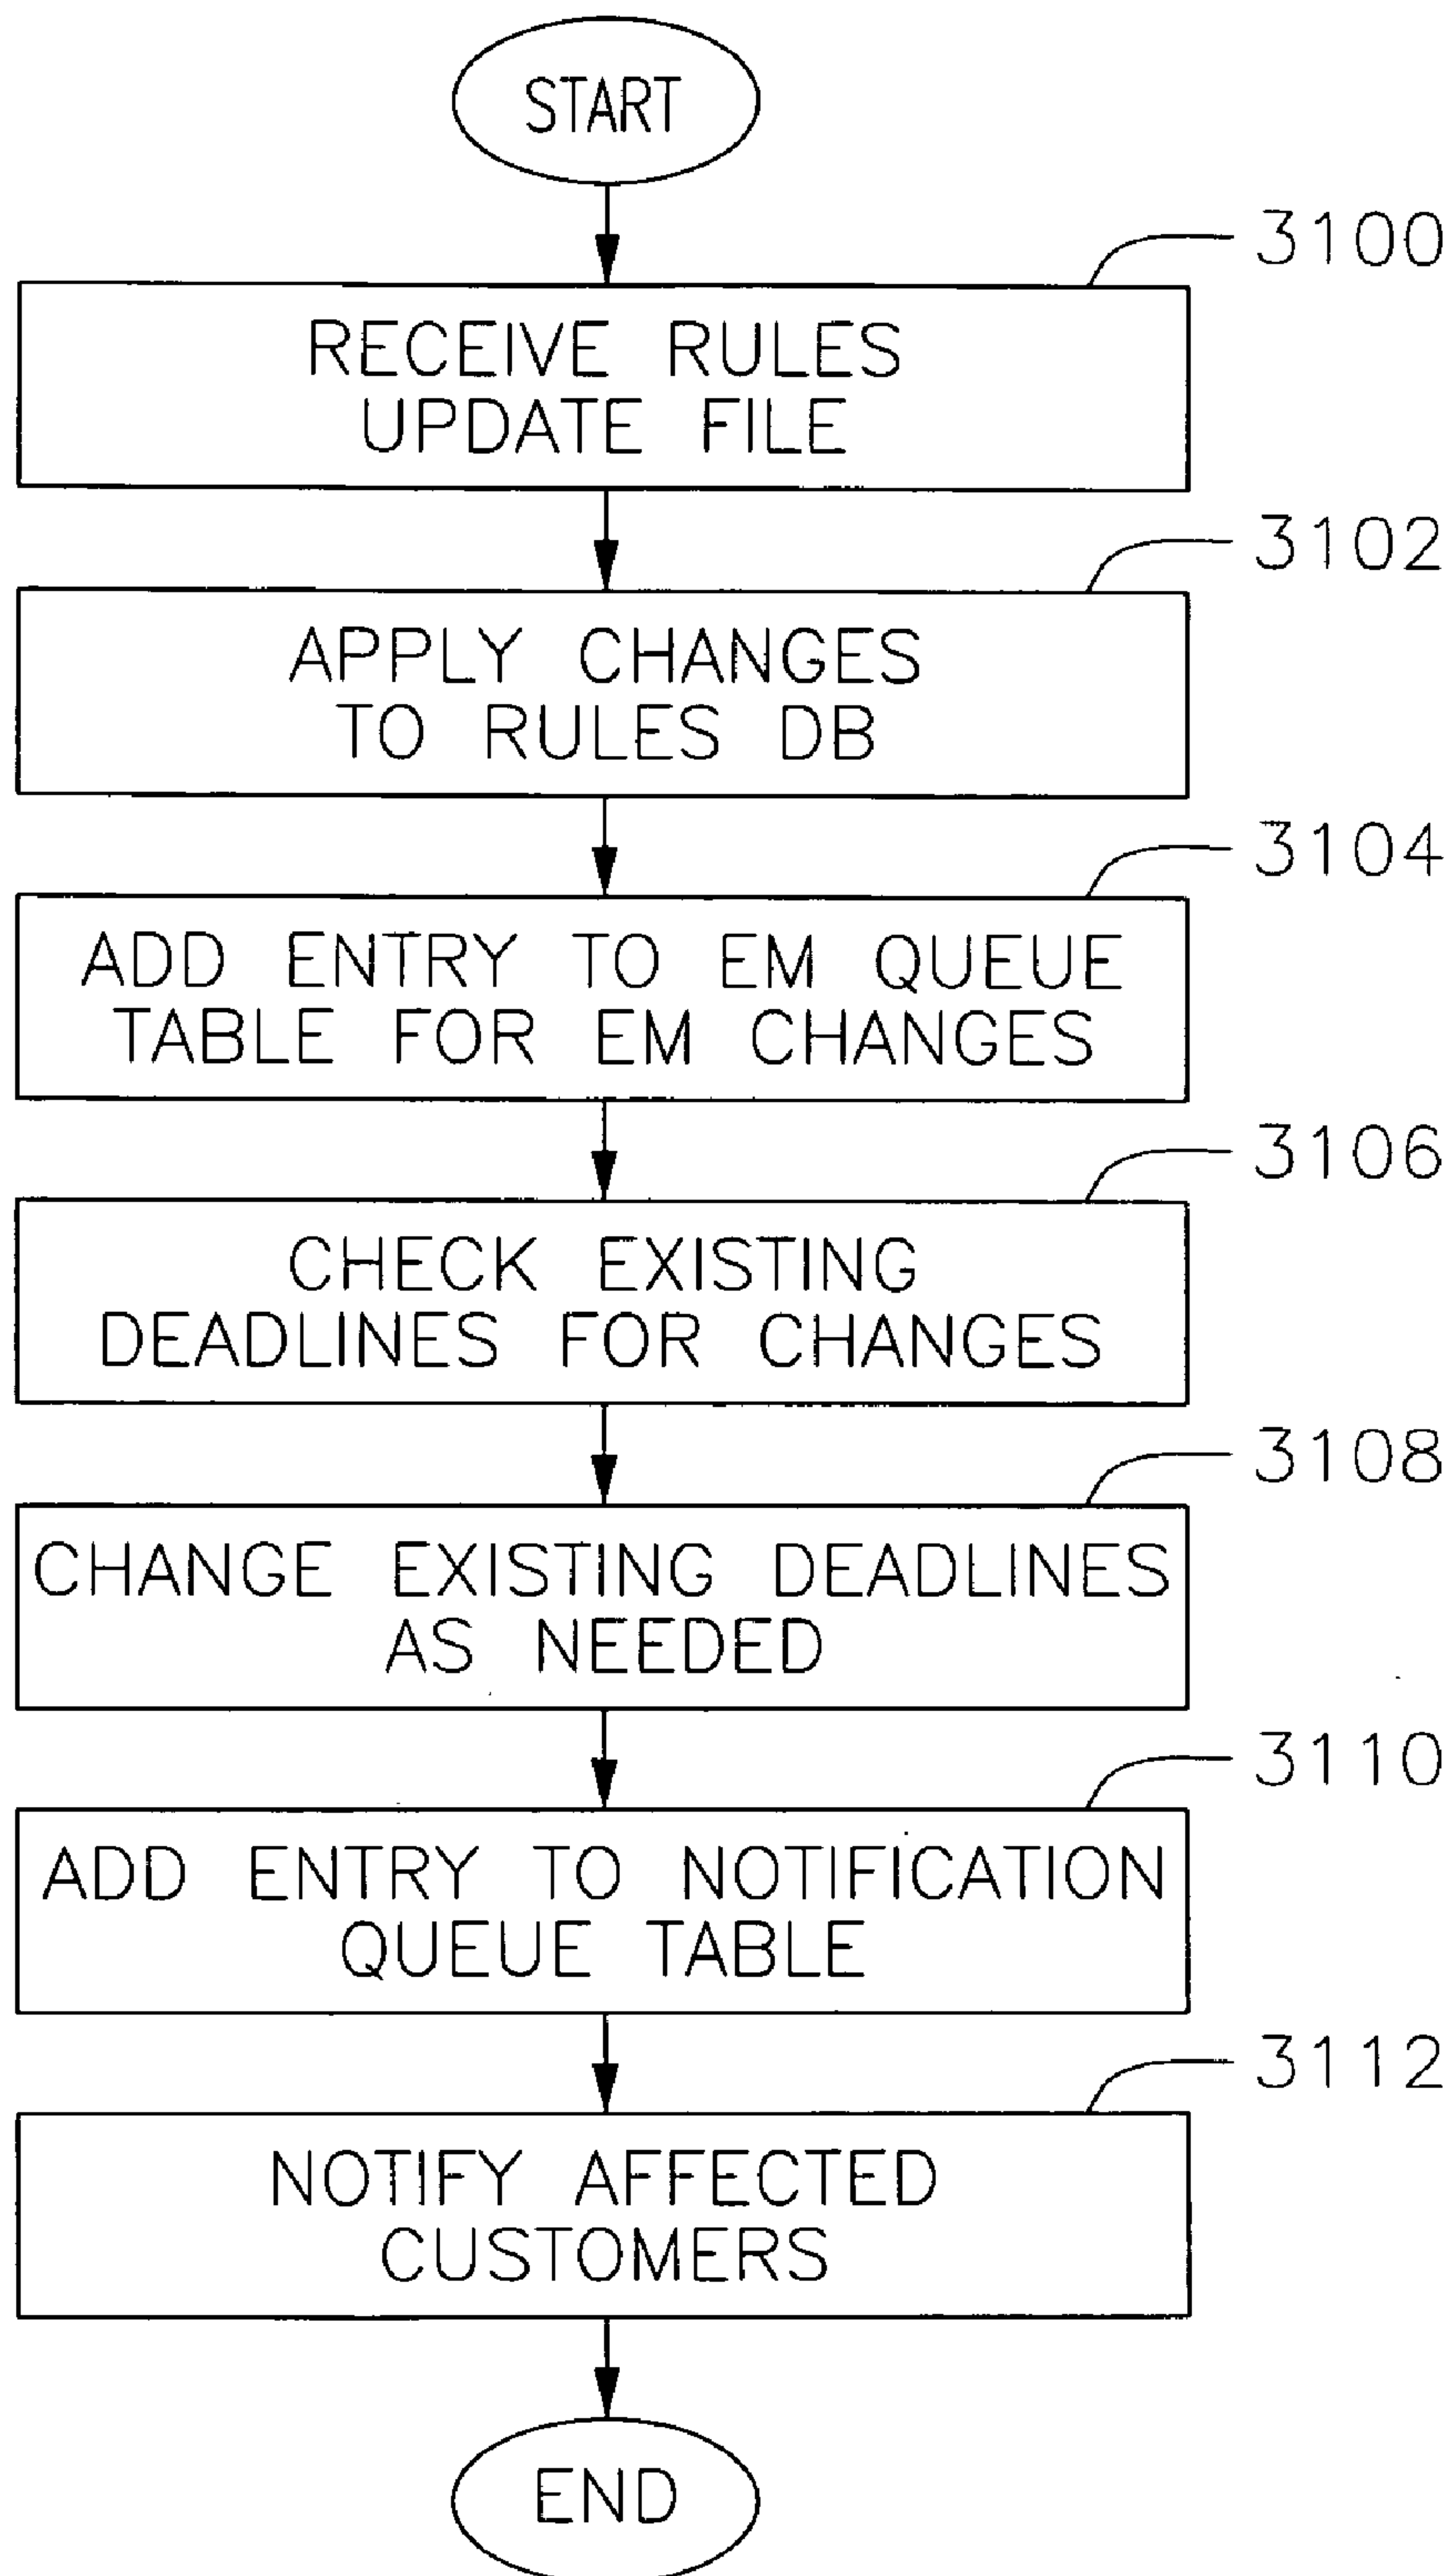 START
3100
RECEIVE RULES
UPDATE FILE
3102
APPLY CHANGES
TO RULES DB
3104
ADD ENTRY TO EM QUEUE
TABLE FOR EM CHANGES
3106
CHECK EXISTING
DEADLINES FOR CHANGES
3108
CHANGE EXISTING DEADLINES
AS NEEDED
3110
ADD ENTRY TO NOTIFICATION
QUEUE TABLE
3112
NOTIFY AFFECTED
CUSTOMERS
END